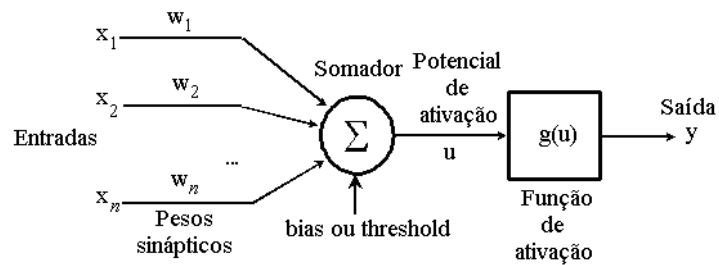 x1 w1
x2 w2
...
xn wn
Entradas
Pesos
sinápticos
Somador
Σ
bias ou threshold
Potencial
de
ativação
u
g(u)
Função
de
ativação
Saída
y